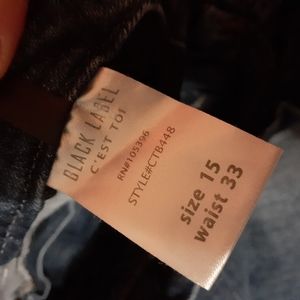 BLACK LABEL
C'EST TOI
RN#105396
STYLE#CTB448
size 15
waist 33